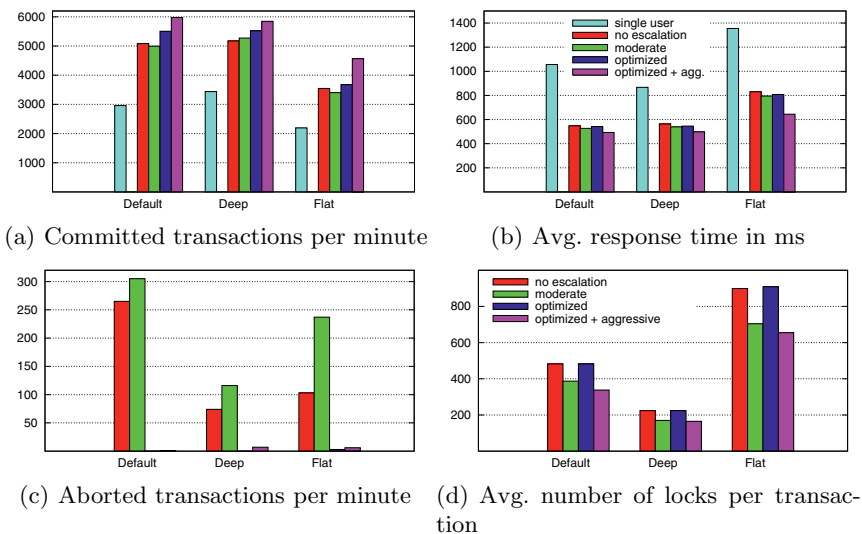 6000
5000
4000
3000
2000
1000
Default Deep Flat
(a) Committed transactions per minute
1400
1200
1000
800
600
400
200
single user
no escalation
moderate
optimized
optimized + agg.
Default Deep Flat
(b) Avg. response time in ms
300
250
200
150
100
50
Default Deep Flat
(c) Aborted transactions per minute
800
600
400
200
no escalation
moderate
optimized
optimized + aggressive
Default Deep Flat
(d) Avg. number of locks per transac-
tion